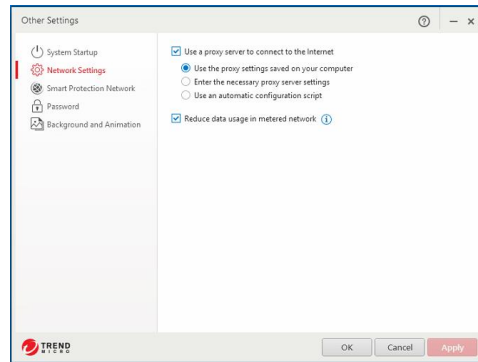 Other Settings
System Startup
Network Settings
Smart Protection Network
Password
Background and Animation
Use a proxy server to connect to the Internet
Use the proxy settings saved on your computer
Enter the necessary proxy server settings
Use an automatic configuration script
Reduce data usage in metered network
TREND
MICRO
OK
Cancel
Apply